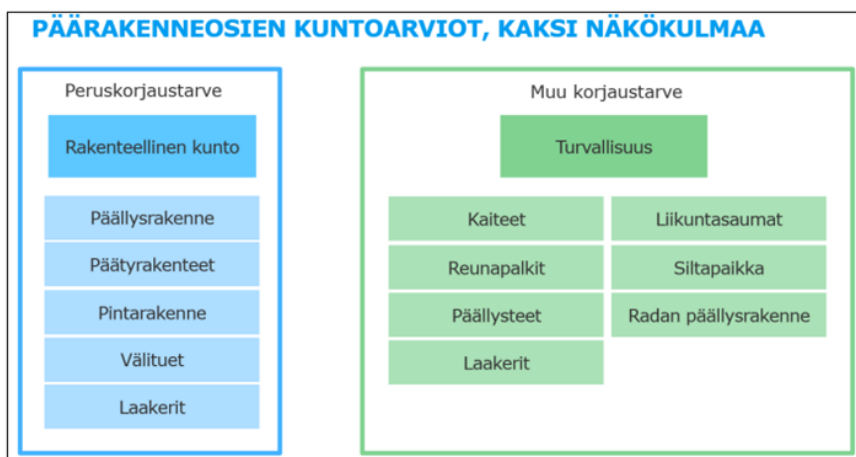 PÄÄRAKENNEOSIEN KUNTOARVIOT, KAKSI NÄKÖKULMAA
Peruskorjaustarve
Rakenteellinen kunto
Päällysrakenne
Päätyrakenteet
Pintarakenne
Välituet
Laakerit
Muu korjaustarve
Turvallisuus
Kaiteet
Liikuntasaumat
Reunapalkit
Siltapaikka
Päällysteet
Radan päällysrakenne
Laakerit